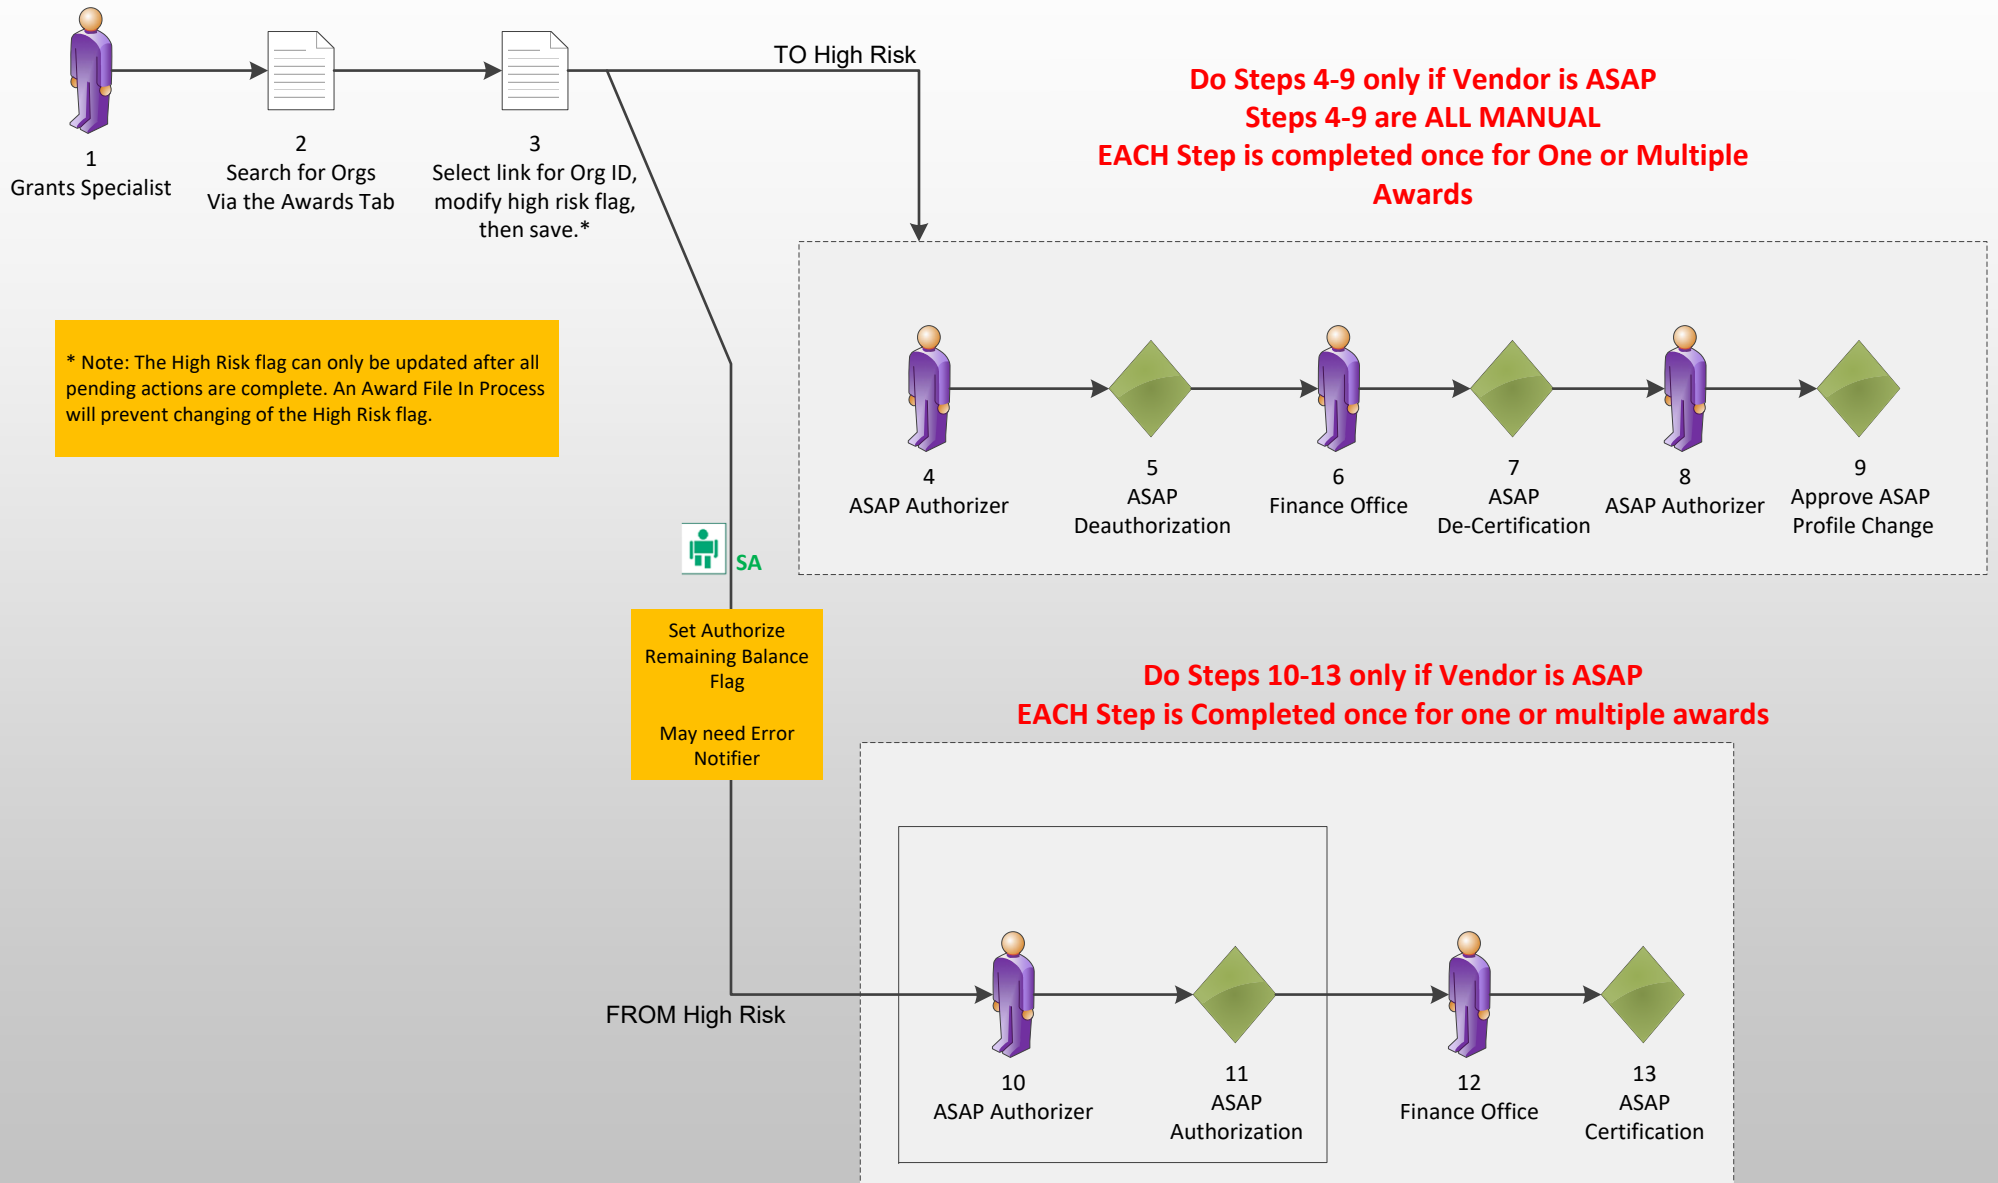 TO High Risk
Do Steps 4-9 only if Vendor is ASAP
Steps 4-9 are ALL MANUAL
EACH Step is completed once for One or Multiple
Awards
1
Grants Specialist
2
Search for Orgs
Via the Awards Tab
3
Select link for Org ID,
modify high risk flag,
then save.*
* Note: The High Risk flag can only be updated after all
pending actions are complete. An Award File In Process
will prevent changing of the High Risk flag.
4
ASAP Authorizer
5
ASAP
Deauthorization
6
Finance Office
7
ASAP
De-Certification
8
ASAP Authorizer
9
Approve ASAP
Profile Change
SA
Set Authorize
Remaining Balance
Flag
May need Error
Notifier
Do Steps 10-13 only if Vendor is ASAP
EACH Step is Completed once for one or multiple awards
FROM High Risk
10
ASAP Authorizer
11
ASAP
Authorization
12
Finance Office
13
ASAP
Certification